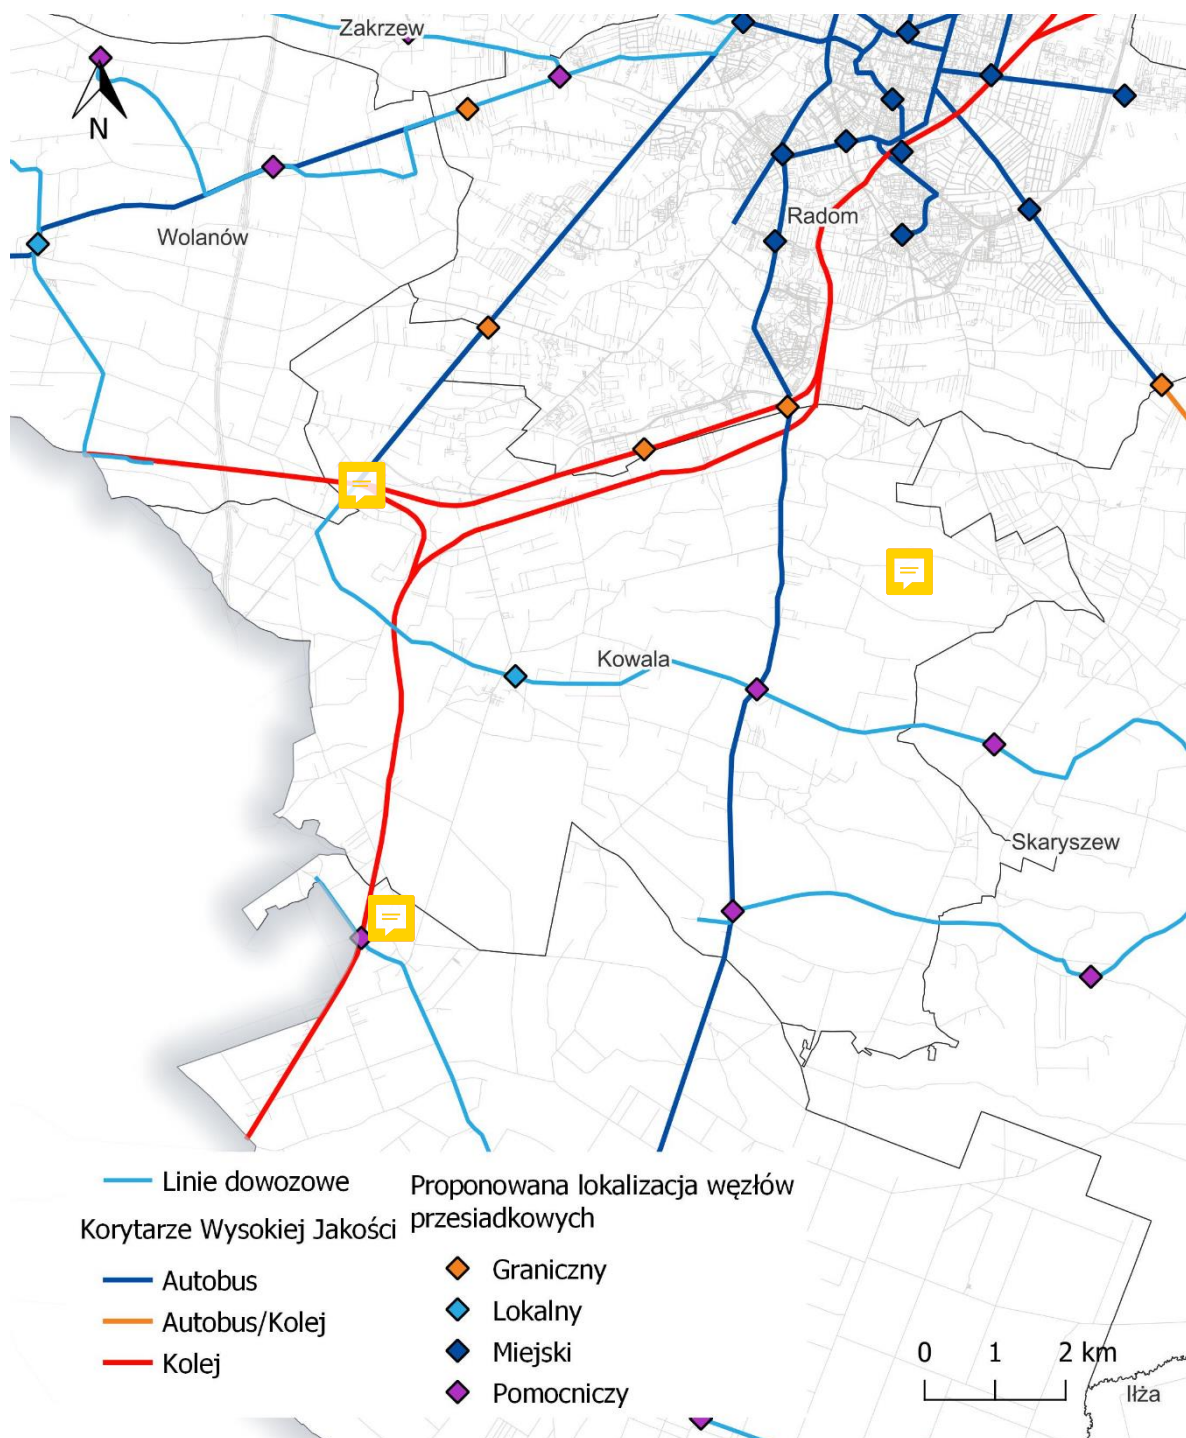 Zakrzew
N
Wolanów
Radom
Kowala
Skaryszew
Linie dowozowe
Korytarze Wysokiej Jakości
Autobus
Autobus/Kolej
Kolej
Proponowana lokalizacja węzłów
przesiadkowych
Graniczny
Lokalny
Miejski
Pomocniczy
0 1 2 km
Iłża